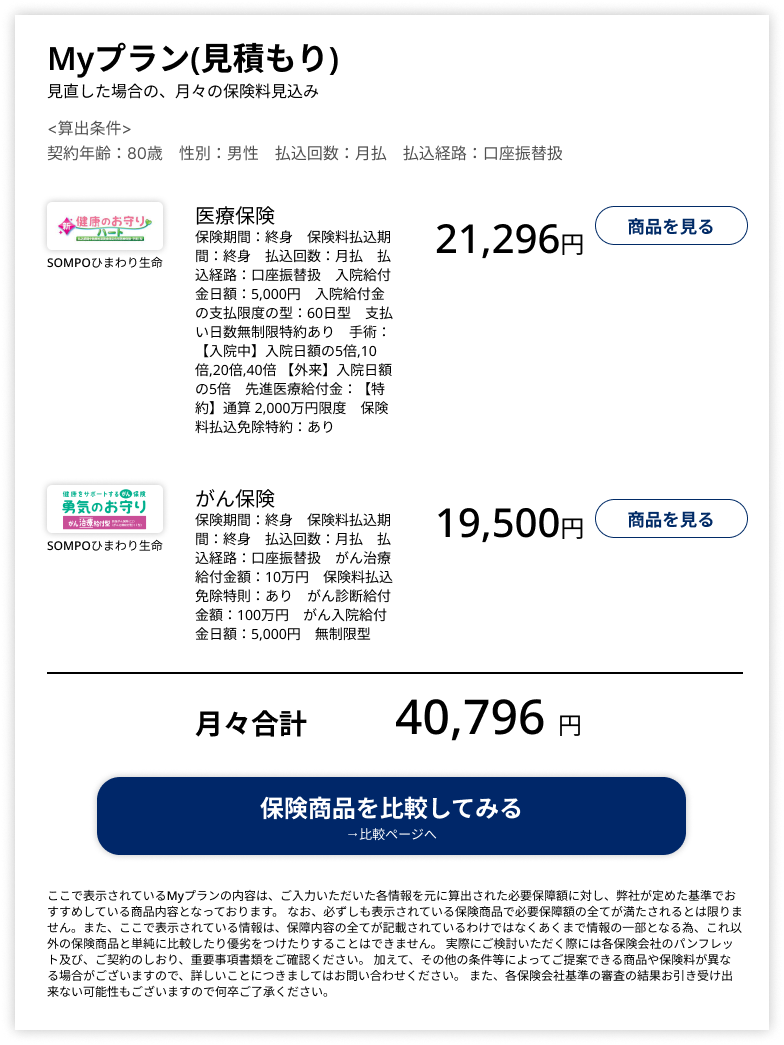 Myプラン(見積もり)
見直した場合の、月々の保険料見込み
<算出条件>
契約年齢：80歳　性別：男性　払込回数：月払　払込経路：口座振替扱
新 健康のお守り
ハート
SOMPOひまわり生命
医療保険
保険期間：終身　保険料払込期
間：終身　払込回数：月払　払
込経路：口座振替扱　入院給付
金日額：5,000円　入院給付金
の支払限度の型：60日型　支払
い日数無制限特約あり　手術：
【入院中】入院日額の5倍,10
倍,20倍,40倍 【外来】入院日額
の5倍　先進医療給付金：【特
約】通算 2,000万円限度　保険
料払込免除特約：あり
21,296円
商品を見る
健康をサポートするがん保険
勇気のお守り
がん治療給付型
SOMPOひまわり生命
がん保険
保険期間：終身　保険料払込期
間：終身　払込回数：月払　払
込経路：口座振替扱　がん治療
給付金額：10万円　保険料払込
免除特則：あり　がん診断給付
金額：100万円　がん入院給付
金日額：5,000円　無制限型
19,500円
商品を見る
月々合計 40,796 円
保険商品を比較してみる
→比較ページへ
ここで表示されているMyプランの内容は、ご入力いただいた各情報を元に算出された必要保障額に対し、弊社が定めた基準でお
すすめしている商品内容となっております。 なお、必ずしも表示されている保険商品で必要保障額の全てが満たされるとは限りま
せん。また、ここで表示されている情報は、保障内容の全てが記載されているわけではなくあくまで情報の一部となる為、これ以
外の保険商品と単純に比較したり優劣をつけたりすることはできません。 実際にご検討いただく際には各保険会社のパンフレッ
ト及び、ご契約のしおり、重要事項書類をご確認ください。 加えて、その他の条件等によってご提案できる商品や保険料が異な
る場合がございますので、詳しいことにつきましてはお問い合わせください。 また、各保険会社基準の審査の結果お引き受け出
来ない可能性もございますので何卒ご了承ください。